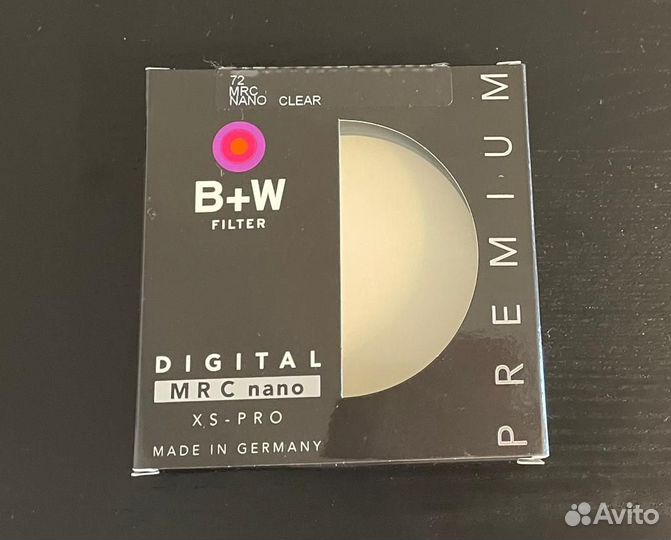 72
MRC
NANO CLEAR
B+W
FILTER
DIGITAL
MRC nano
XS-PRO
MADE IN GERMANY
PREMIUM
Avito